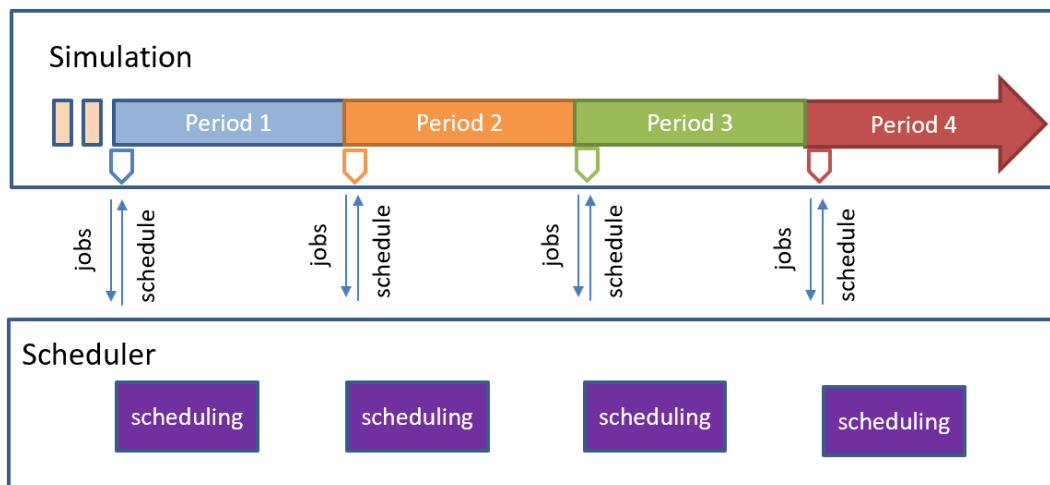 Simulation
Period 1
Period 2
Period 3
Period 4
jobs
schedule
jobs
schedule
jobs
schedule
jobs
schedule
Scheduler
scheduling
scheduling
scheduling
scheduling